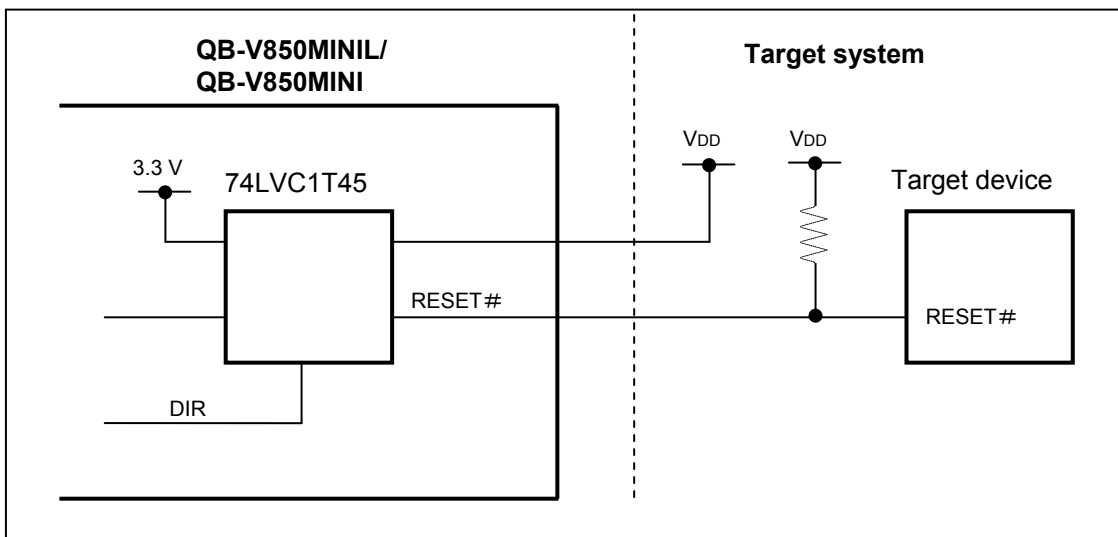 QB-V850MINIL/
QB-V850MINI
Target system
VDD
VDD
3.3 V
74LVC1T45
Target device
RESET#
RESET#
DIR